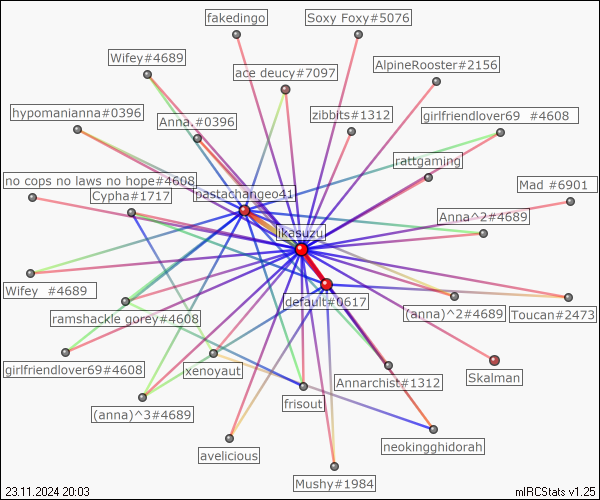 fakedingo
Soxy Foxy#5076
Wifey#4689
ace deucy#7097
AlpineRooster#2156
hypomanianna#0396
Anna.#0396
zibbits#1312
girlfriendlover69 #4608
rattgaming
no cops no laws no hope#4608
Cypha#1717
pastachangeo41
Mad #6901
Anna^2#4689
ikasuzu
Wifey #4689
default#0617
(anna)^2#4689
Toucan#2473
ramshackle gorey#4608
girlfriendlover69#4608
xenoyaut
Annarchist#1312
Skalman
(anna)^3#4689
frisout
neokingghidorah
avelicious
Mushy#1984
23.11.2024 20:03
mIRCStats v1.25